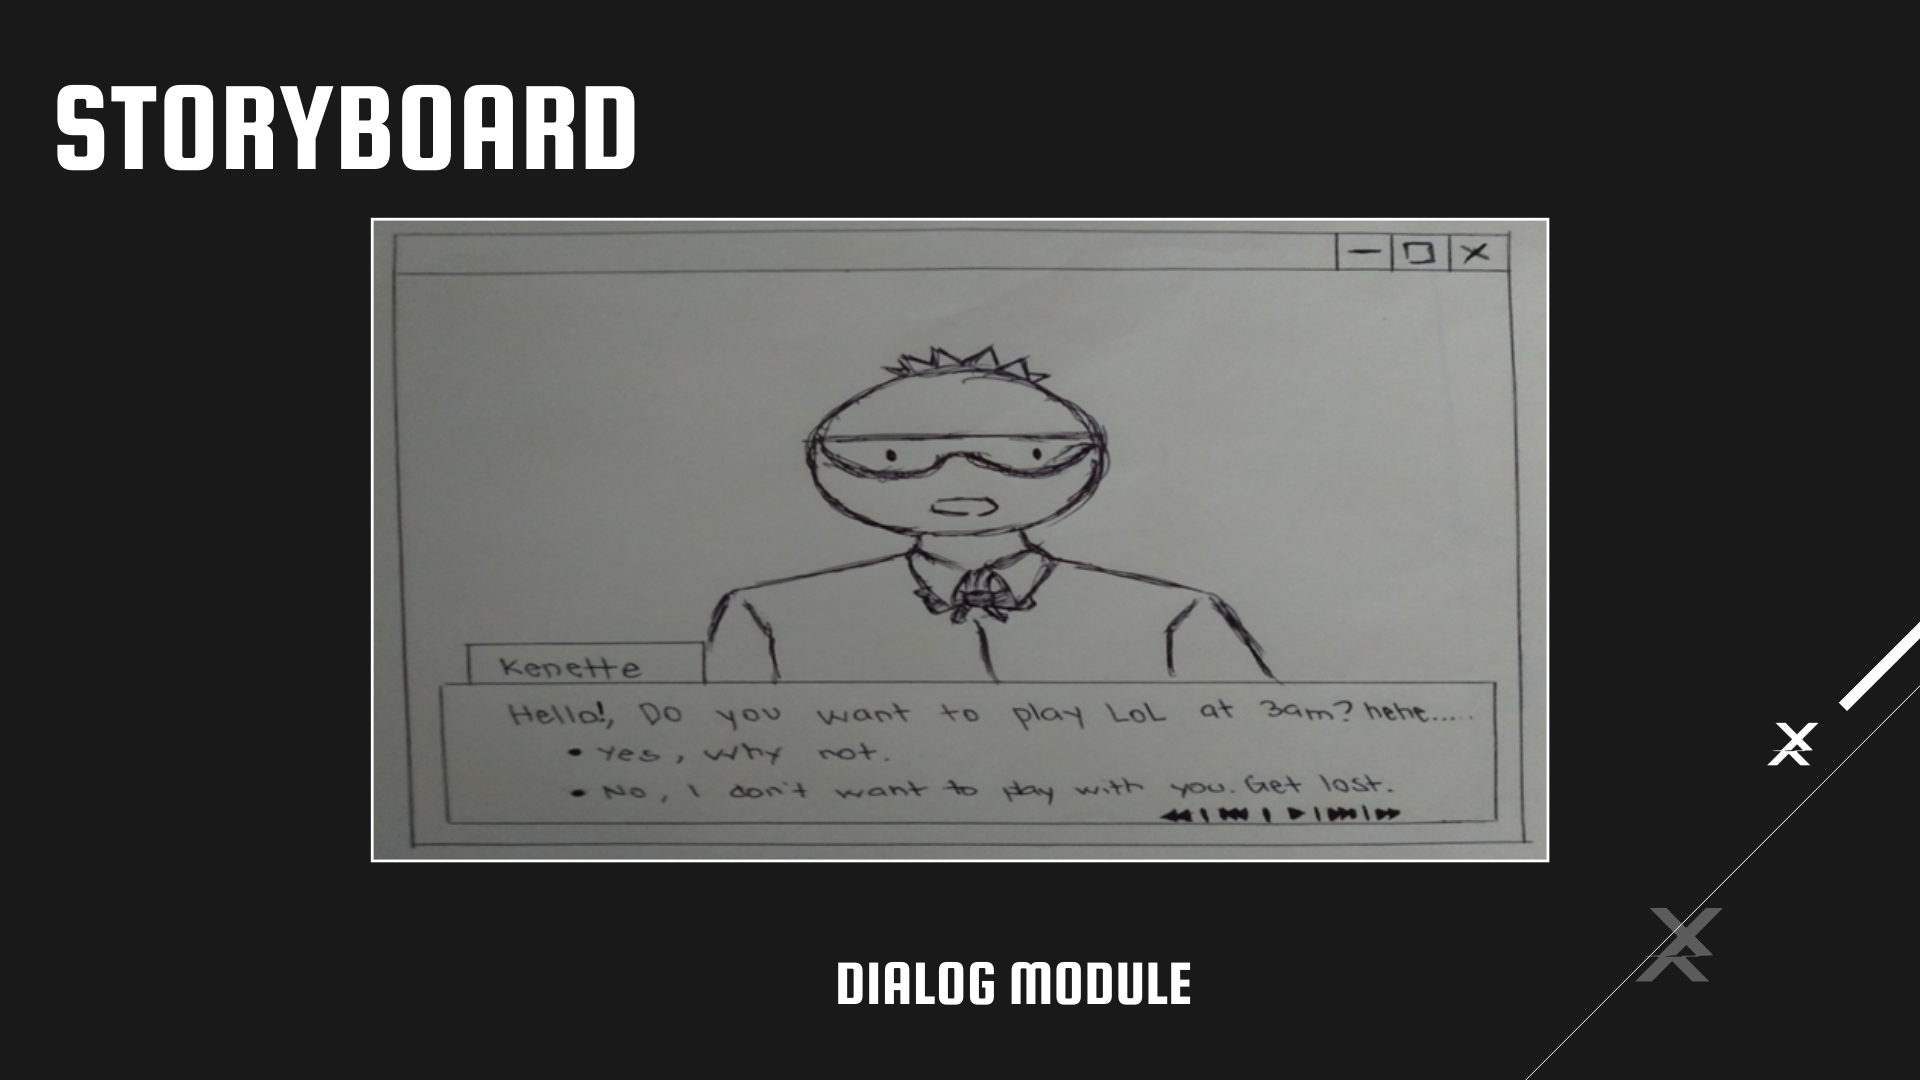 STORYBOARD
Kenette
Hello!, Do you want to play LoL at 3am? hehe.....
• Yes, why not.
• No, I don't want to play with you. Get lost.
DIALOG MODULE